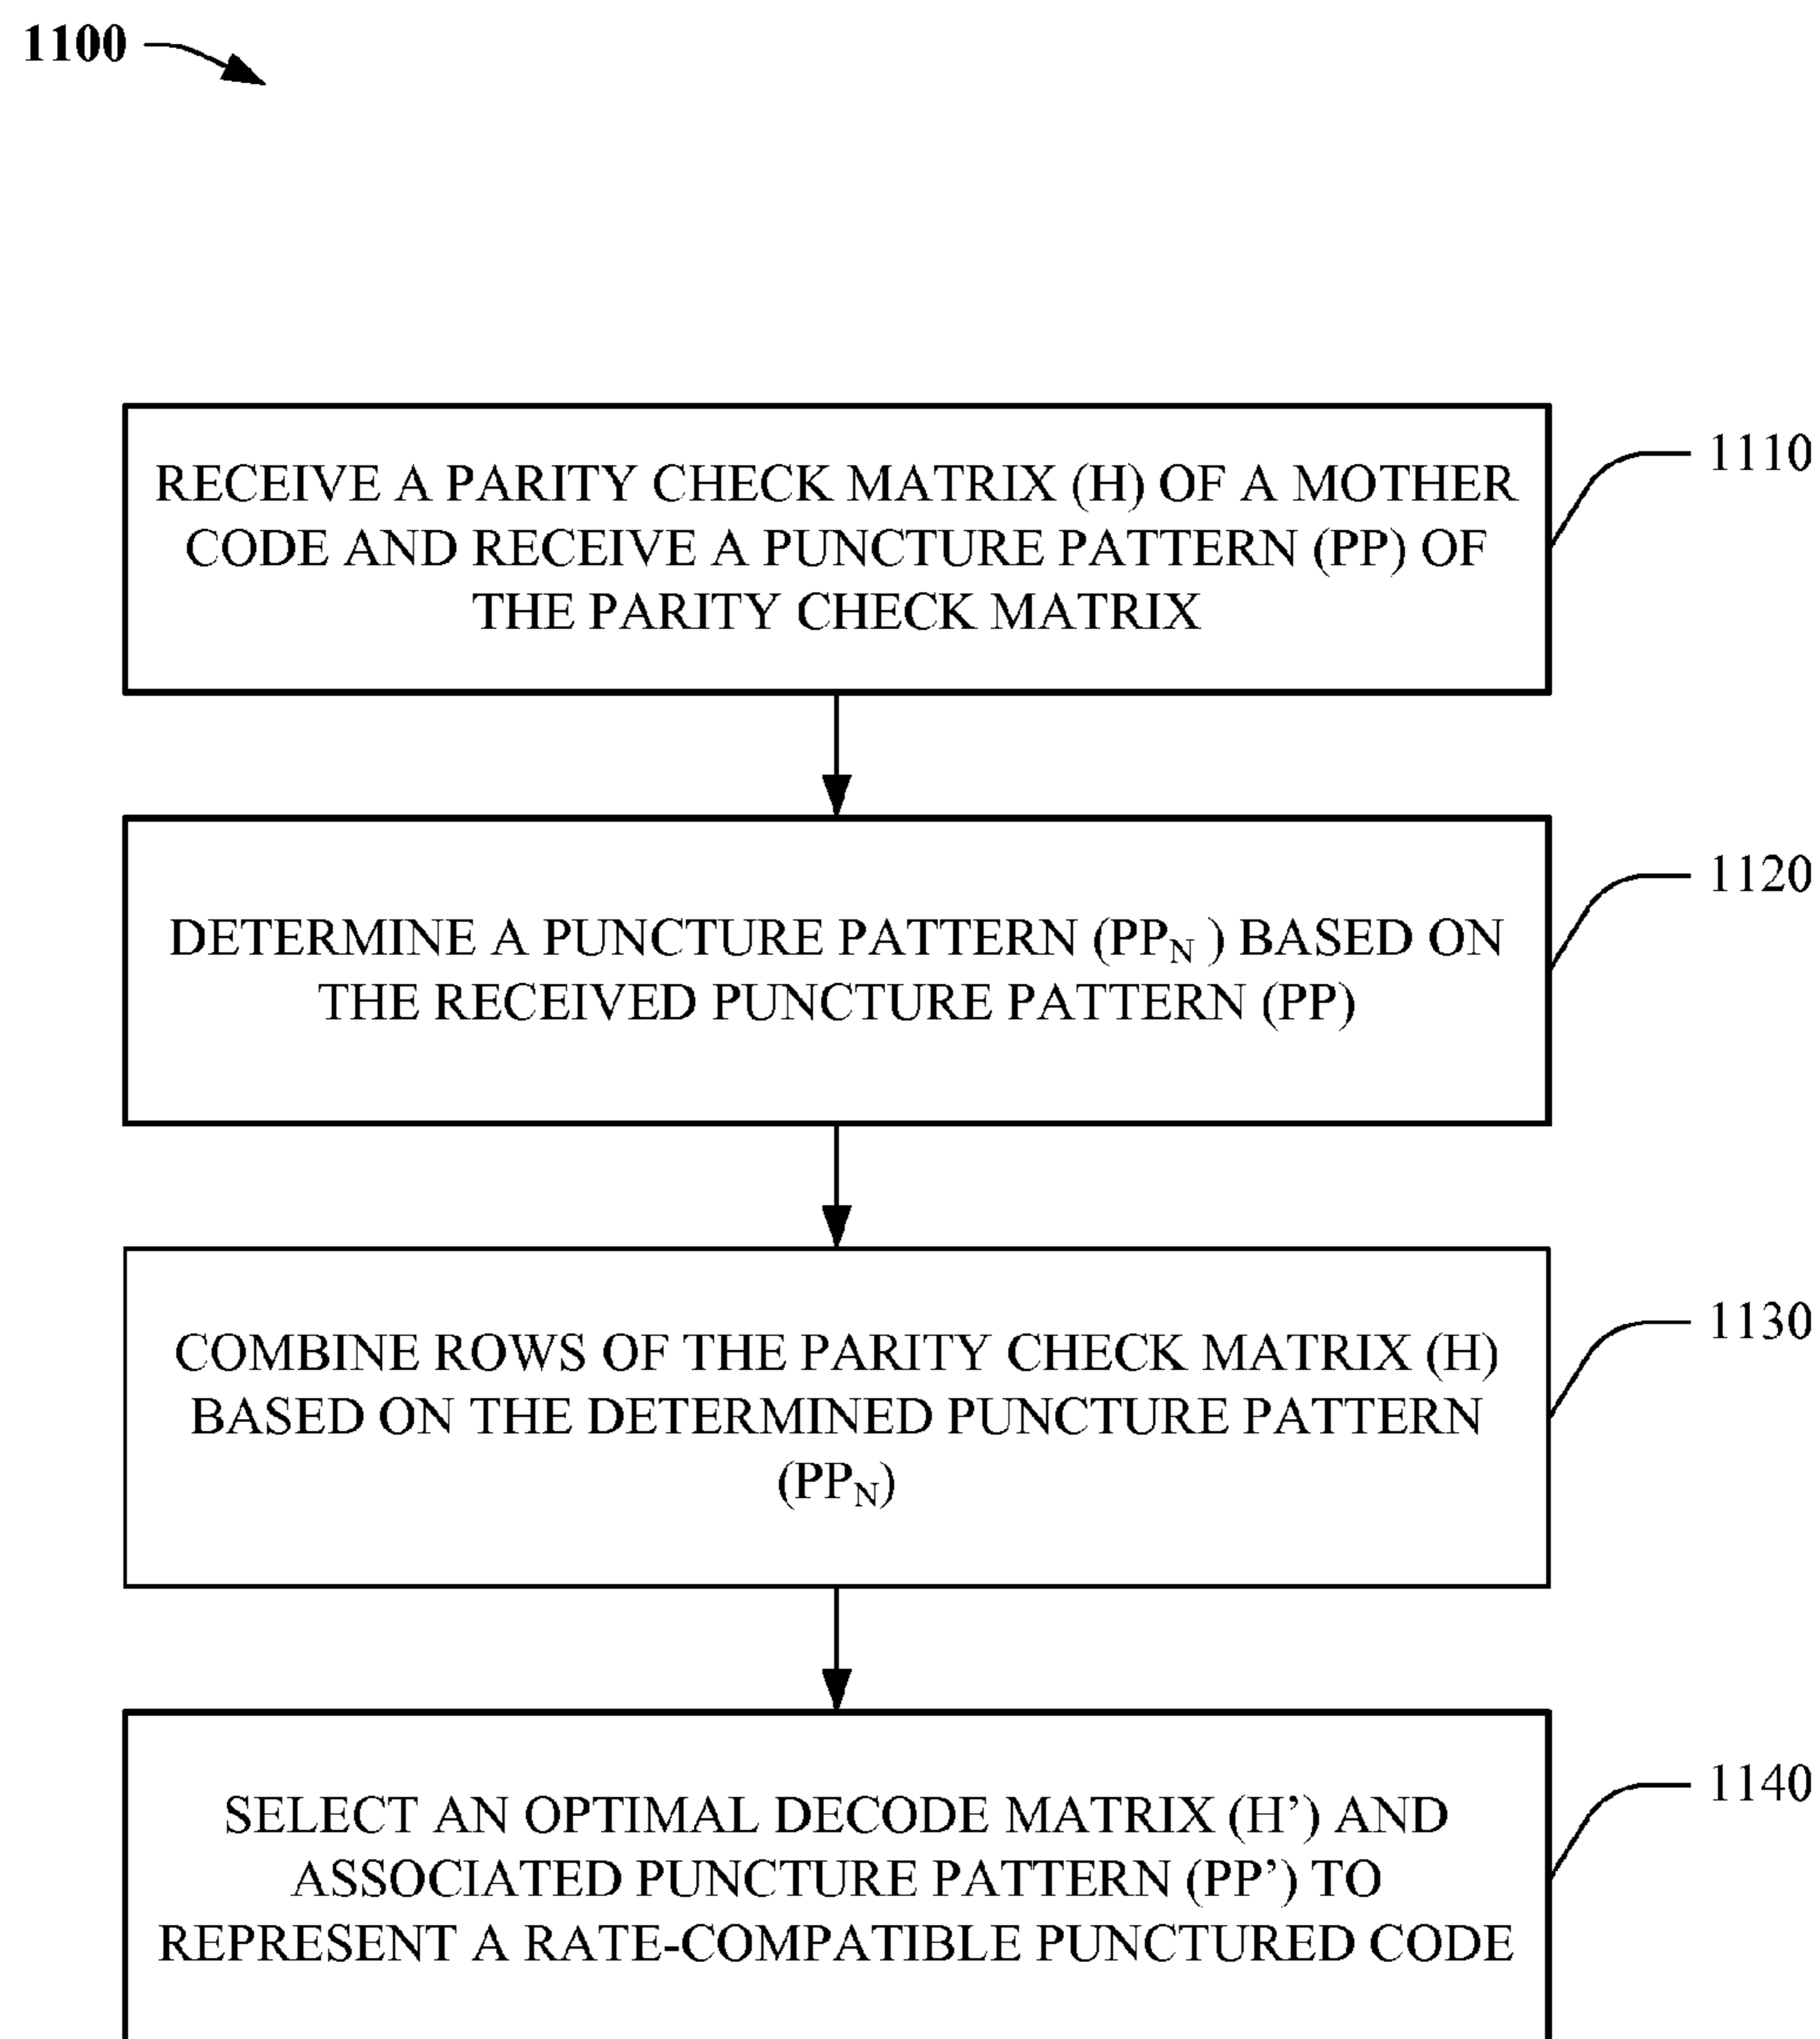 1100
RECEIVE A PARITY CHECK MATRIX (H) OF A MOTHER
CODE AND RECEIVE A PUNCTURE PATTERN (PP) OF
THE PARITY CHECK MATRIX
1110
DETERMINE A PUNCTURE PATTERN (PP_N ) BASED ON
THE RECEIVED PUNCTURE PATTERN (PP)
1120
COMBINE ROWS OF THE PARITY CHECK MATRIX (H)
BASED ON THE DETERMINED PUNCTURE PATTERN
(PP_N)
1130
SELECT AN OPTIMAL DECODE MATRIX (H’) AND
ASSOCIATED PUNCTURE PATTERN (PP’) TO
REPRESENT A RATE-COMPATIBLE PUNCTURED CODE
1140